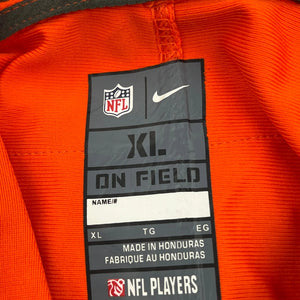 NFL
XL
ON FIELD
NAME/#
XL TG EG
MADE IN HONDURAS
FABRIQUE AU HONDURAS
NFL PLAYERS